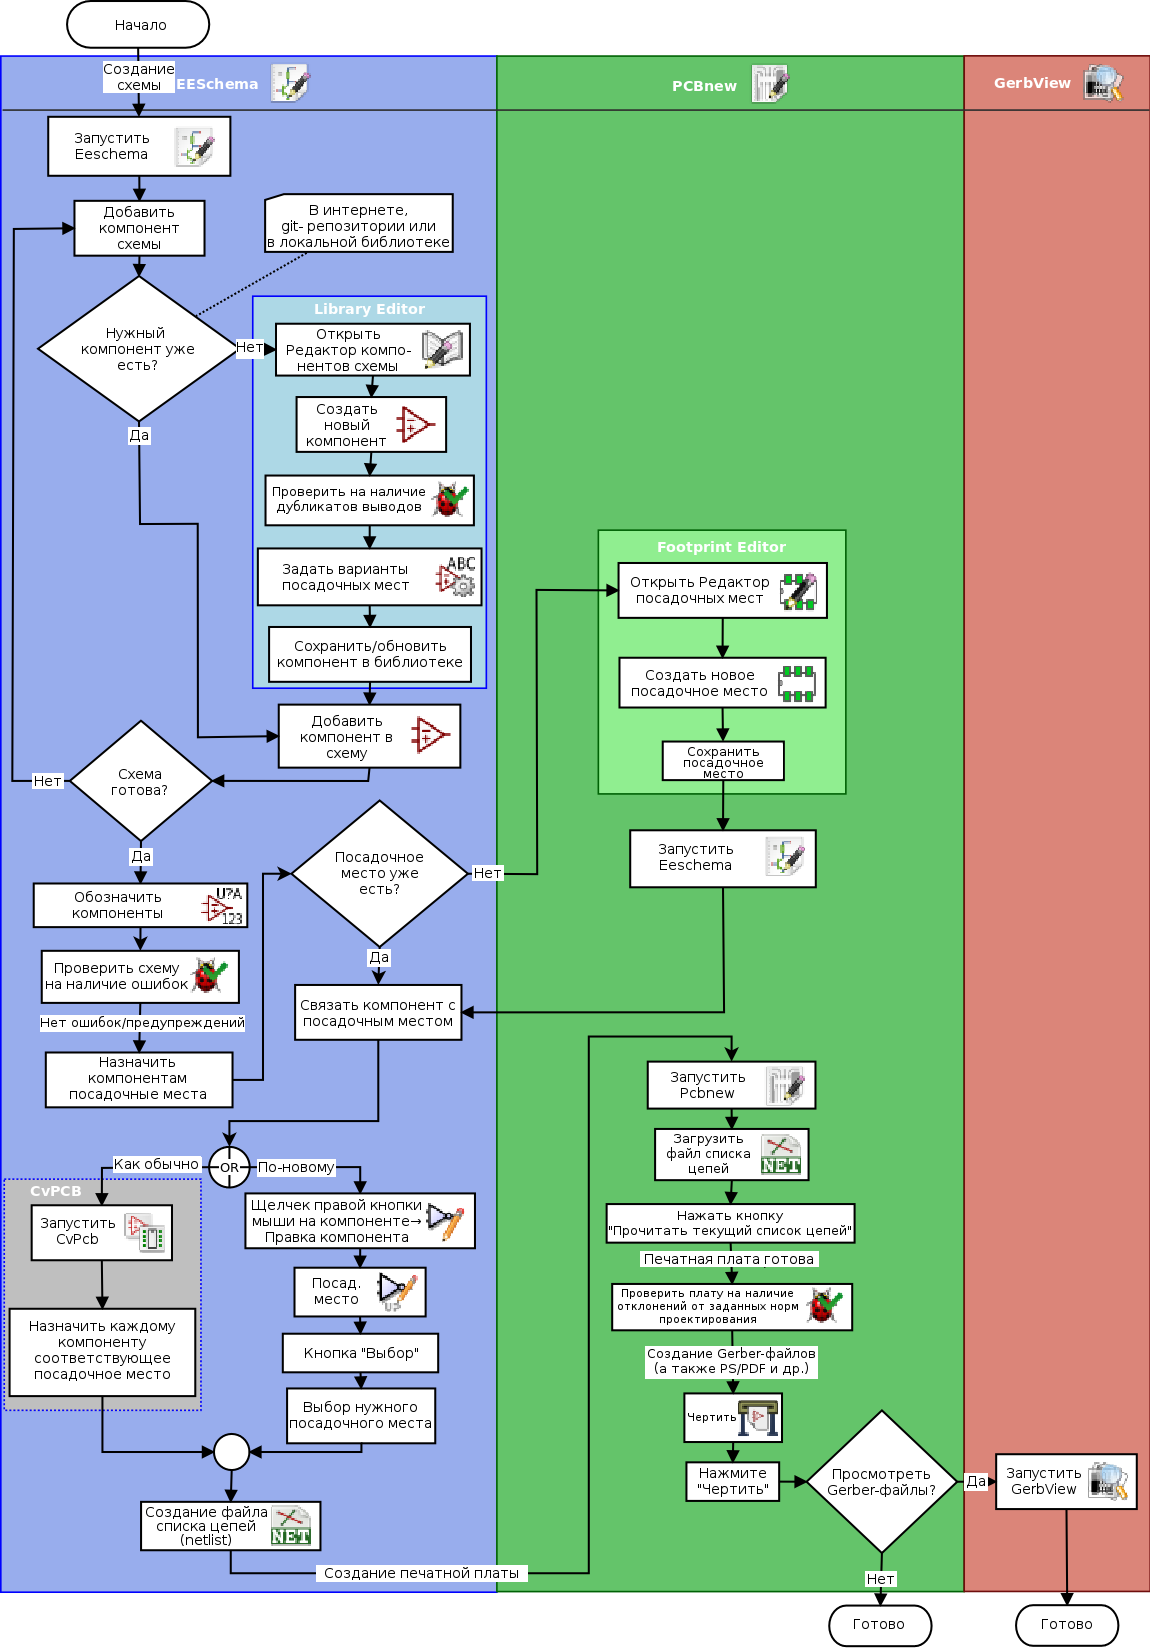 Начало
Создание
схемы
EESchema
PCBnew
GerbView
Запустить
Eeschema
Добавить
компонент
схемы
В интернете,
git- репозитории или
в локальной библиотеке
Нужный
компонент уже
есть?
Нет
Да
Library Editor
Открыть
Редактор компо-
нентов схемы
Создать
новый
компонент
Проверить на наличие
дубликатов выводов
Задать варианты
посадочных мест
ABC
Сохранить/обновить
компонент в библиотеке
Добавить
компонент в
схему
Схема
готова?
Нет
Да
Обозначить
компоненты
U?A
123
Проверить схему
на наличие ошибок
Нет ошибок/предупреждений
Назначить
компонентам
посадочные места
Посадочное
место уже
есть?
Нет
Да
Связать компонент с
посадочным местом
Footprint Editor
Открыть Редактор
посадочных мест
Создать новое
посадочное место
Сохранить
посадочное
место
Запустить
Eeschema
OR
Как обычно
По-новому
CvPCB
Запустить
CvPcb
Назначить каждому
компоненту
соответствующее
посадочное место
Щелчек правой кнопки
мыши на компоненте→
Правка компонента
Посад.
место
U?
Кнопка "Выбор"
Выбор нужного
посадочного места
Создание файла
списка цепей
(netlist)
NET
Создание печатной платы
Запустить
Pcbnew
Загрузить
файл списка
цепей
NET
Нажать кнопку
"Прочитать текущий список цепей"
Печатная плата готова
Проверить плату на наличие
отклонений от заданных норм
проектирования
Создание Gerber-файлов
(а также PS/PDF и др.)
Чертить
Нажмите
"Чертить"
Просмотреть
Gerber-файлы?
Да
Нет
Запустить
GerbView
Готово
Готово